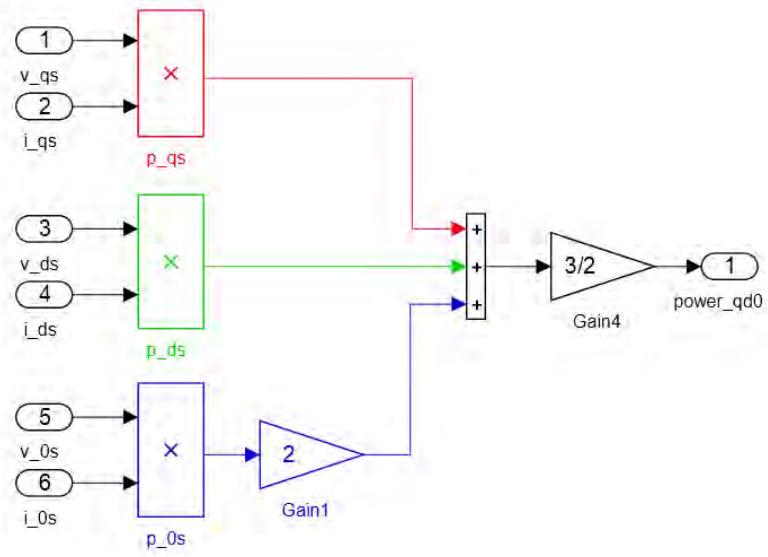 1
v_qs
2
i_qs
×
p_qs
3
v_ds
4
i_ds
×
p_ds
5
v_0s
6
i_0s
×
p_0s
2
Gain1
+
+
+
3/2
Gain4
1
power_qd0